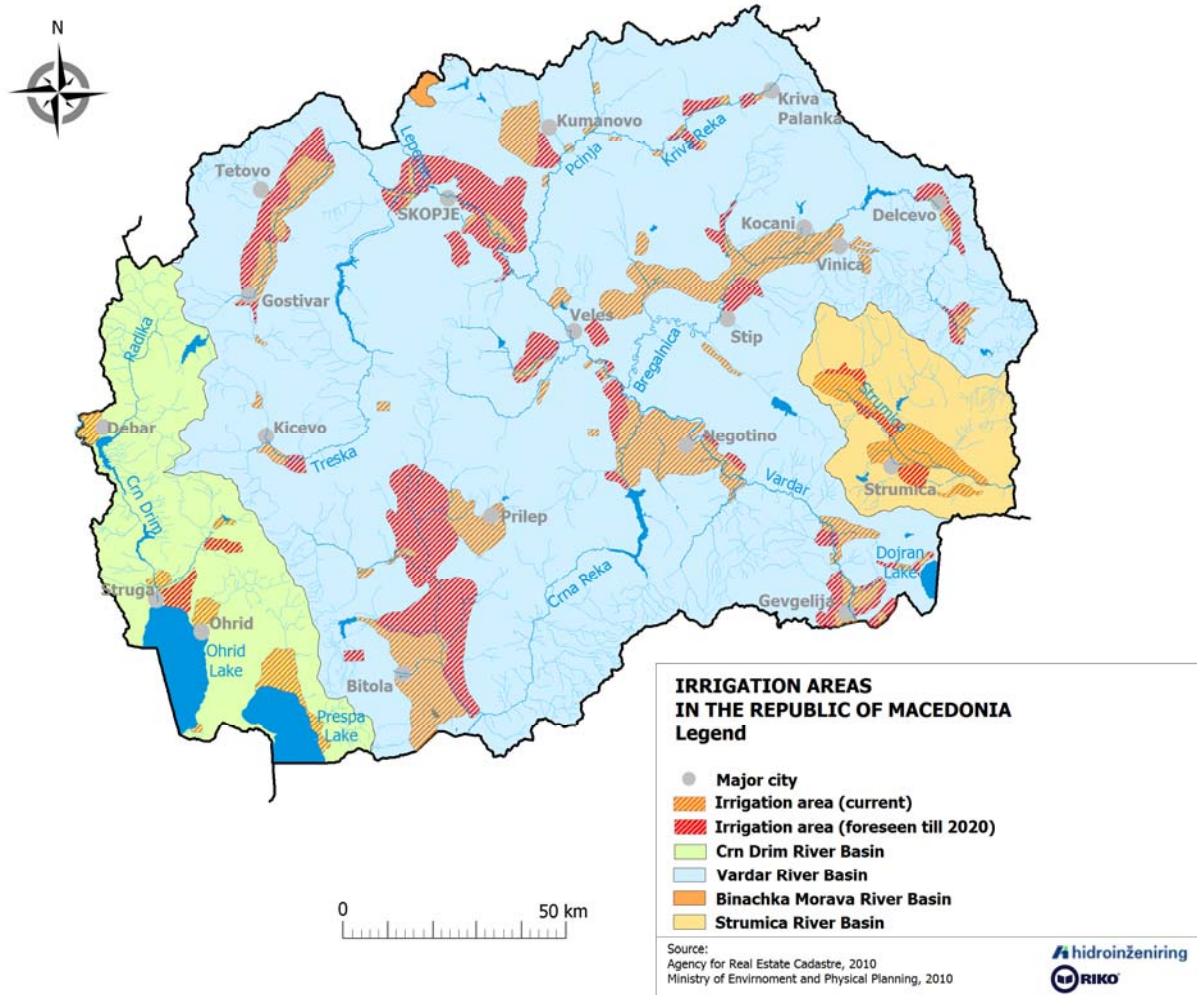 N
Kriva
Palanka
Kumanovo
Lepenec
Pcinja
Kriva Reka
Tetovo
SKOPJE
Kocani
Delcevo
Vinica
Gostivar
Veles
Stip
Radika
Bregalnica
Strumica
Debar
Kicevo
Negotino
Treska
Vardar
Strumica
Crn Drim
Prilep
Dojran
Lake
Struga
Crna Reka
Gevgelija
Ohrid
Ohrid
Lake
Bitola
Prespa
Lake
IRRIGATION AREAS
IN THE REPUBLIC OF MACEDONIA
Legend
Major city
Irrigation area (current)
Irrigation area (foreseen till 2020)
Crn Drim River Basin
Vardar River Basin
Binachka Morava River Basin
Strumica River Basin
0 50 km
Source:
Agency for Real Estate Cadastre, 2010
Ministry of Envirnoment and Physical Planning, 2010
hidroinženiring
RIKO